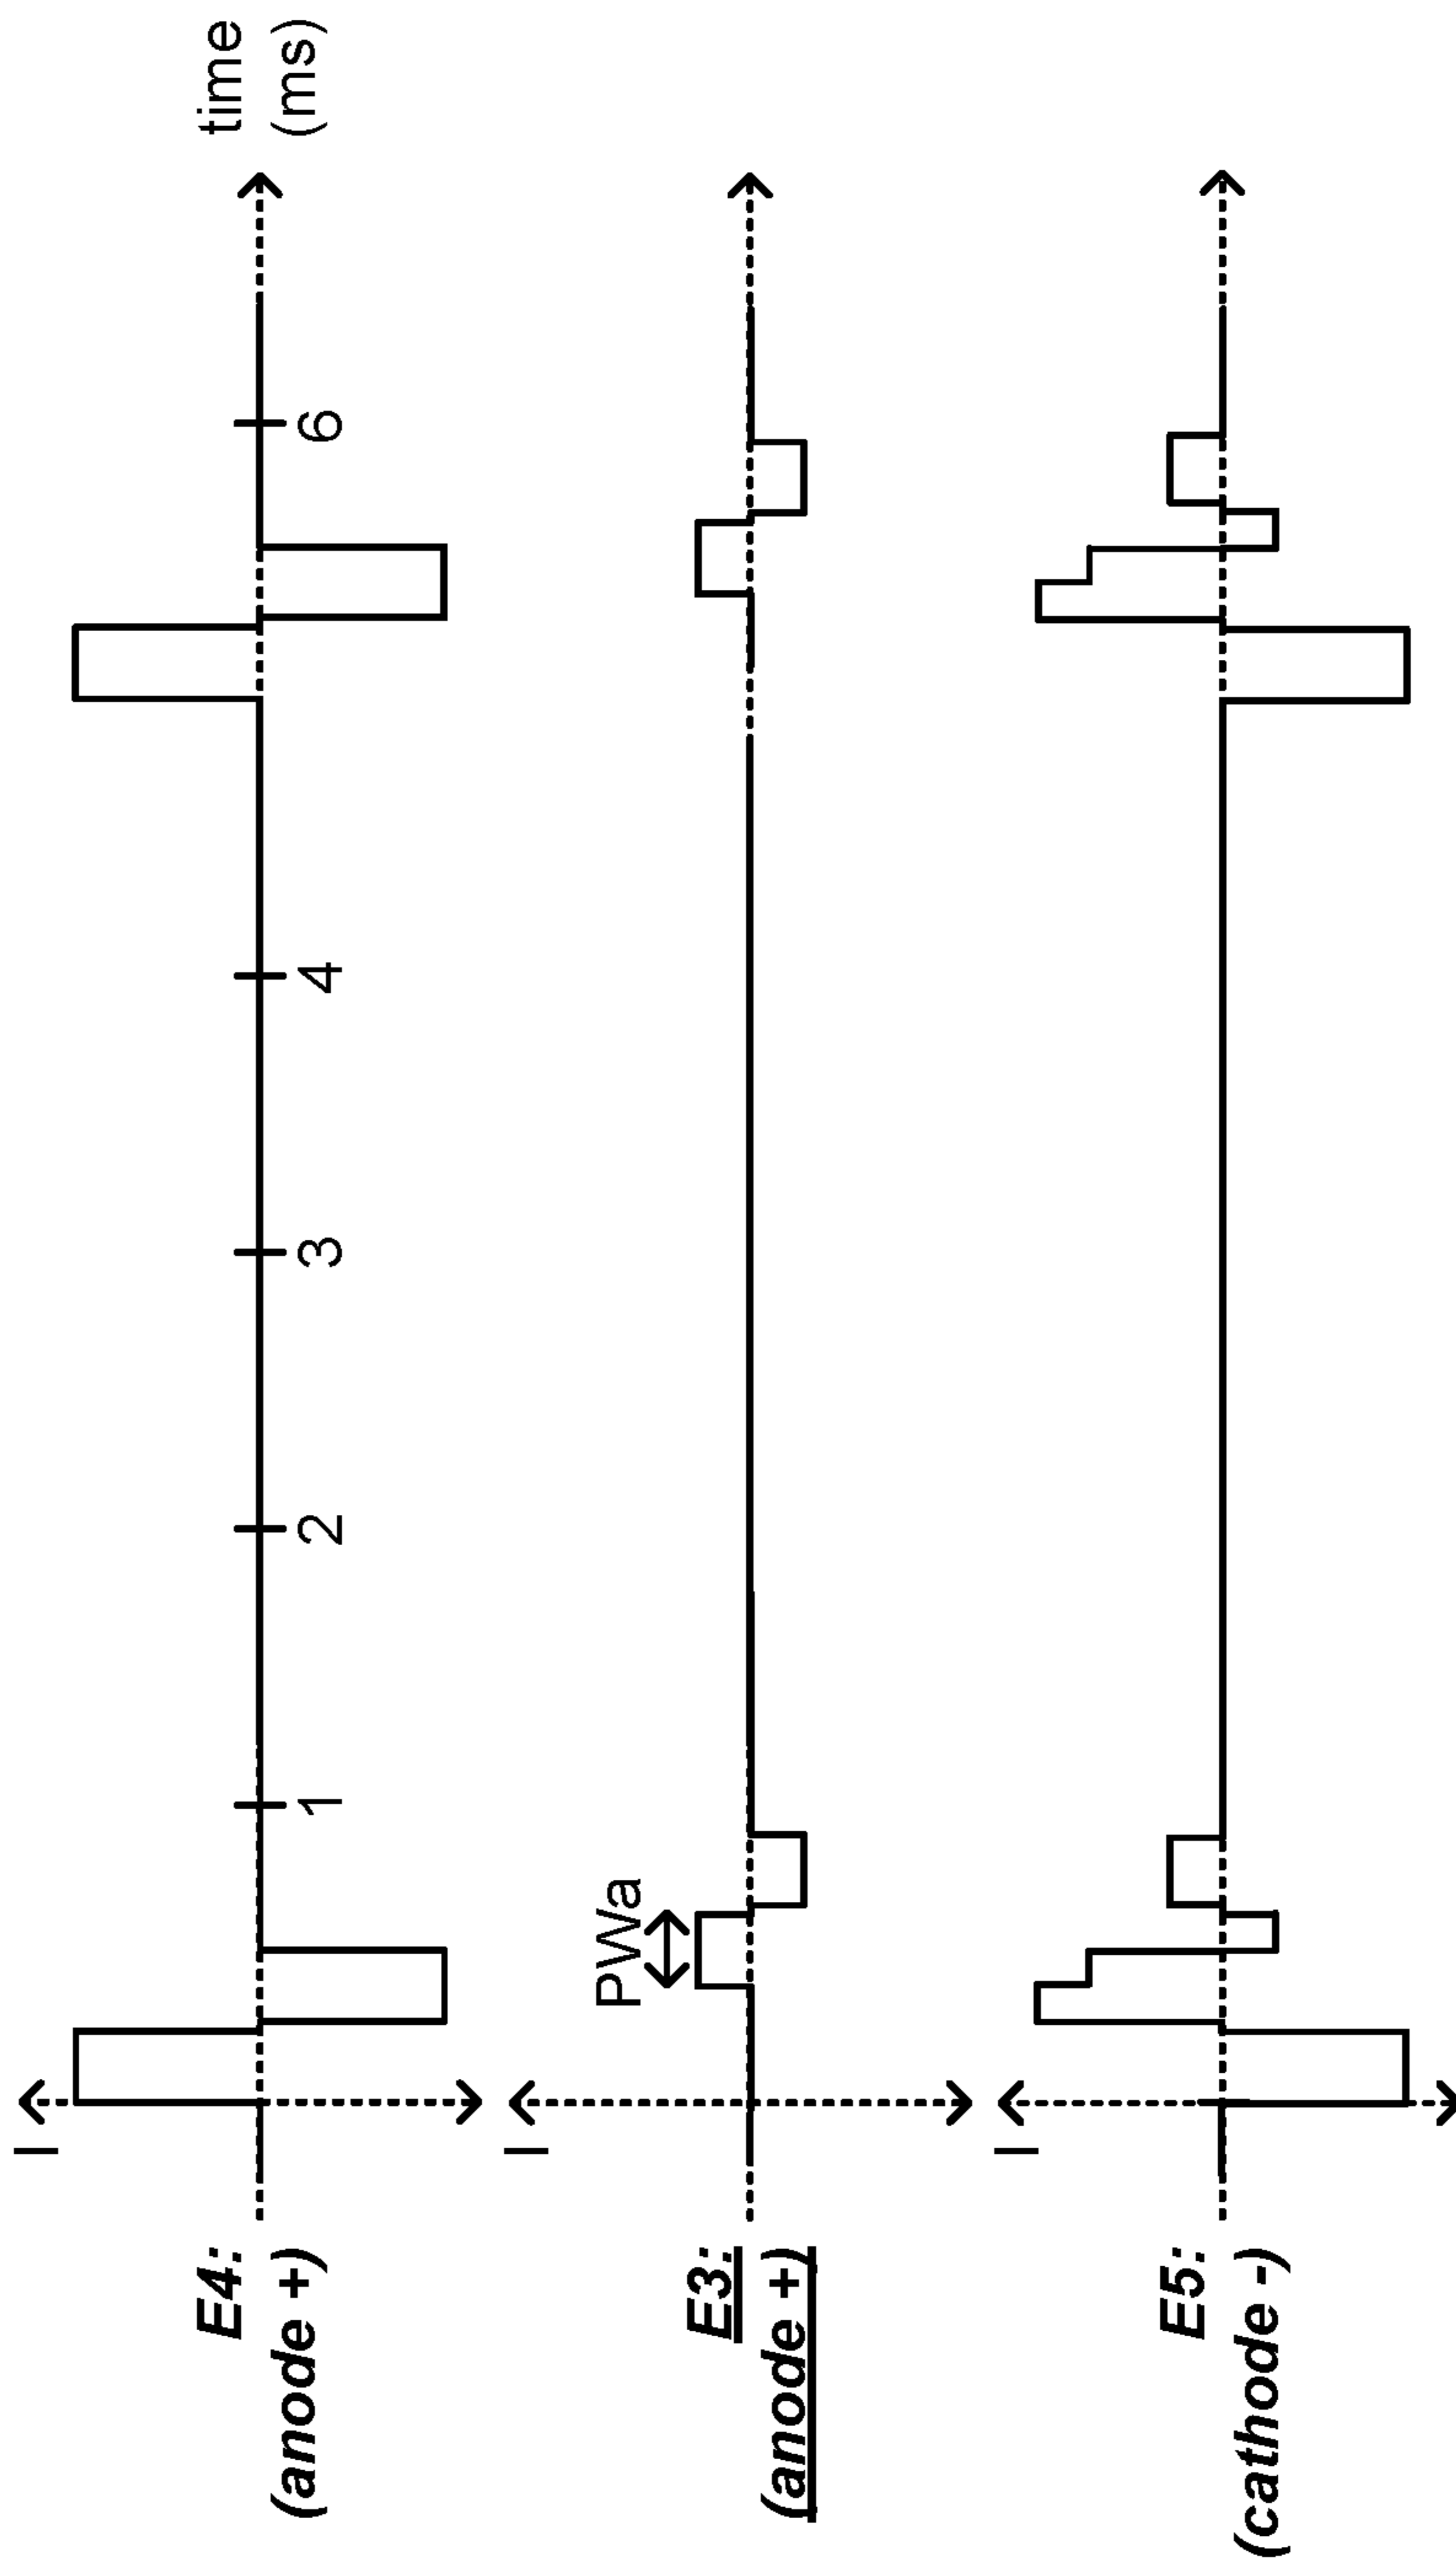 I
E4:
(anode +)
1
2
3
4
6
time
(ms)
I
E3:
(anode +)
PWa
I
E5:
(cathode -)